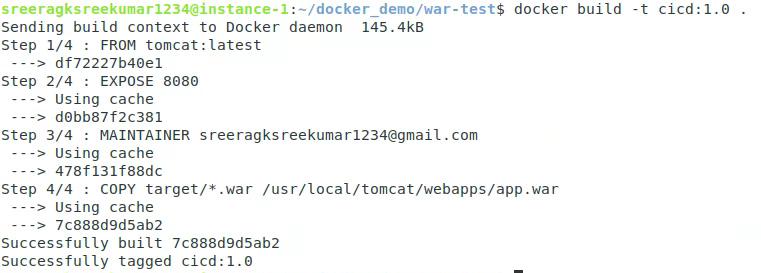 sreeragksreekumar1234@instance-1:~/docker_demo/war-test$ docker build -t cicd:1.0 .
Sending build context to Docker daemon  145.4kB
Step 1/4 : FROM tomcat:latest
 ---> df72227b40e1
Step 2/4 : EXPOSE 8080
 ---> Using cache
 ---> d0bb87f2c381
Step 3/4 : MAINTAINER sreeragksreekumar1234@gmail.com
 ---> Using cache
 ---> 478f131f88dc
Step 4/4 : COPY target/*.war /usr/local/tomcat/webapps/app.war
 ---> Using cache
 ---> 7c888d9d5ab2
Successfully built 7c888d9d5ab2
Successfully tagged cicd:1.0